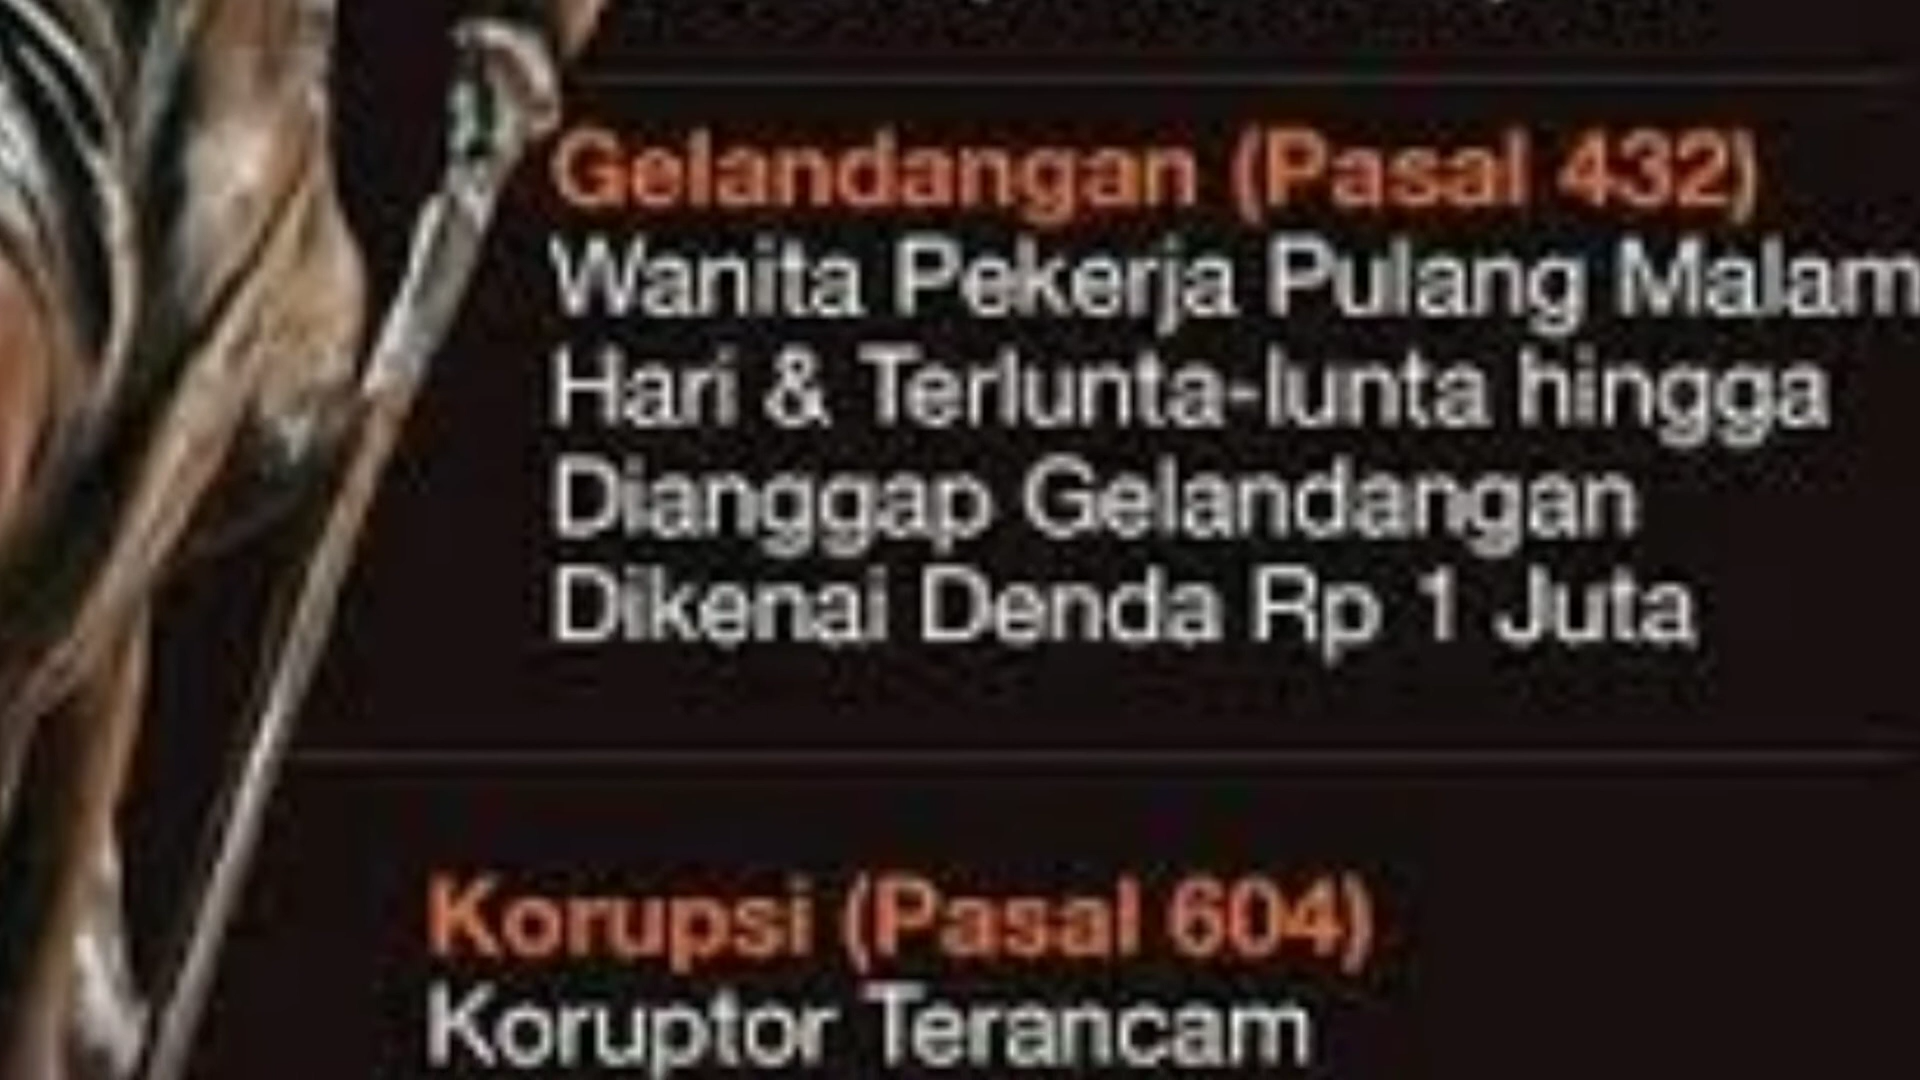 Gelandangan (Pasal 432)
Wanita Pekerja Pulang Malam
Hari & Terlunta-lunta hingga
Dianggap Gelandangan
Dikenai Denda Rp 1 Juta
Korupsi (Pasal 604)
Koruptor Terancam